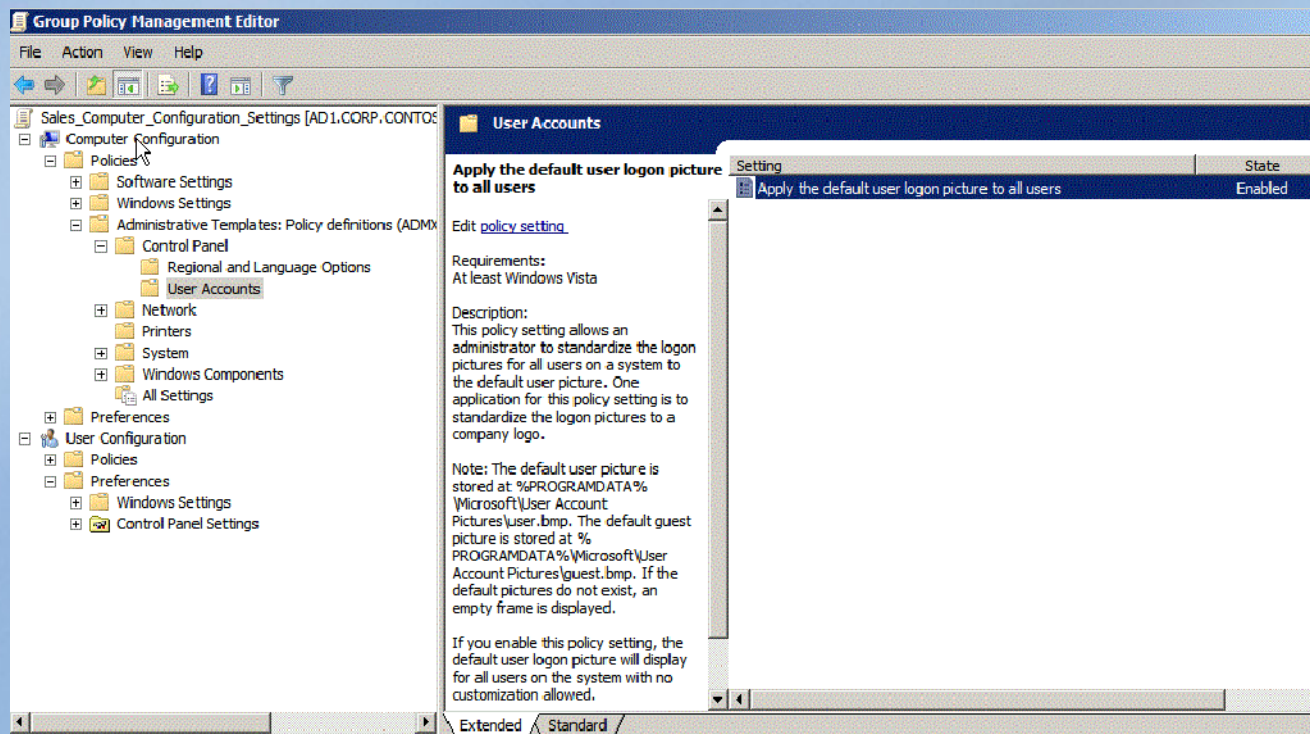 Group Policy Management Editor
File Action View Help
Sales_Computer_Configuration_Settings [AD1.CORP.CONTOS
Computer Configuration
Policies
Software Settings
Windows Settings
Administrative Templates: Policy definitions (ADMX
Control Panel
Regional and Language Options
User Accounts
Network
Printers
System
Windows Components
All Settings
Preferences
User Configuration
Policies
Preferences
Windows Settings
Control Panel Settings
User Accounts
Apply the default user logon picture
to all users
Edit policy setting
Requirements:
At least Windows Vista
Description:
This policy setting allows an
administrator to standardize the logon
pictures for all users on a system to
the default user picture. One
application for this policy setting is to
standardize the logon pictures to a
company logo.
Note: The default user picture is
stored at %PROGRAMDATA%
\Microsoft\User Account
Pictures\user.bmp. The default guest
picture is stored at %
PROGRAMDATA%\Microsoft\User
Account Pictures\guest.bmp. If the
default pictures do not exist, an
empty frame is displayed.
If you enable this policy setting, the
default user logon picture will display
for all users on the system with no
customization allowed.
Setting State
Apply the default user logon picture to all users Enabled
Extended Standard